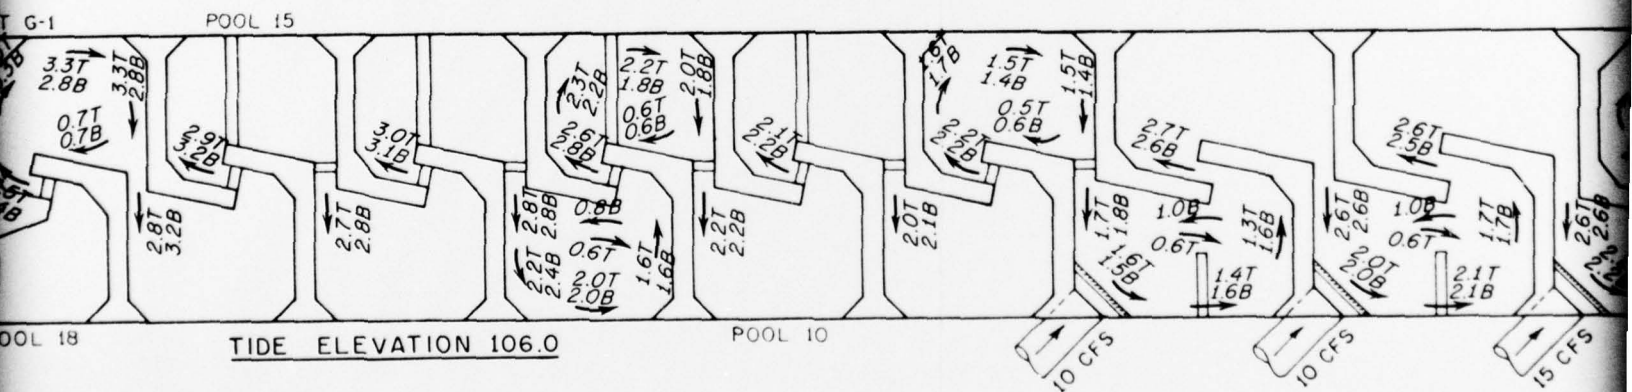 T G-1
POOL 15
3.3T
2.8B
3.3T
2.8B
0.7T
0.7B
2.9T
3.2B
2.8T
3.2B
3.0T
3.1B
2.7T
2.8B
2.3T
2.2B
2.2T
1.8B
0.6T
0.6B
2.0T
1.8B
2.6T
2.8B
2.8T
2.8B
0.8B
0.6T
2.2T
2.4B
2.0T
2.0B
1.6T
1.6B
2.1T
2.2B
2.2T
2.2B
1.7B
1.5T
1.4B
0.5T
0.6B
1.5T
1.4B
2.2T
2.2B
2.0T
2.1B
2.7T
2.6B
1.7T
1.8B
1.0B
0.6T
1.3T
1.6B
1.6T
1.5B
1.4T
1.6B
2.6T
2.5B
2.6T
2.6B
1.0B
0.6T
1.7T
1.7B
2.0T
2.0B
2.1T
2.1B
2.6T
2.6B
OOL 18
TIDE ELEVATION 106.0
POOL 10
10 CFS
10 CFS
15 CFS